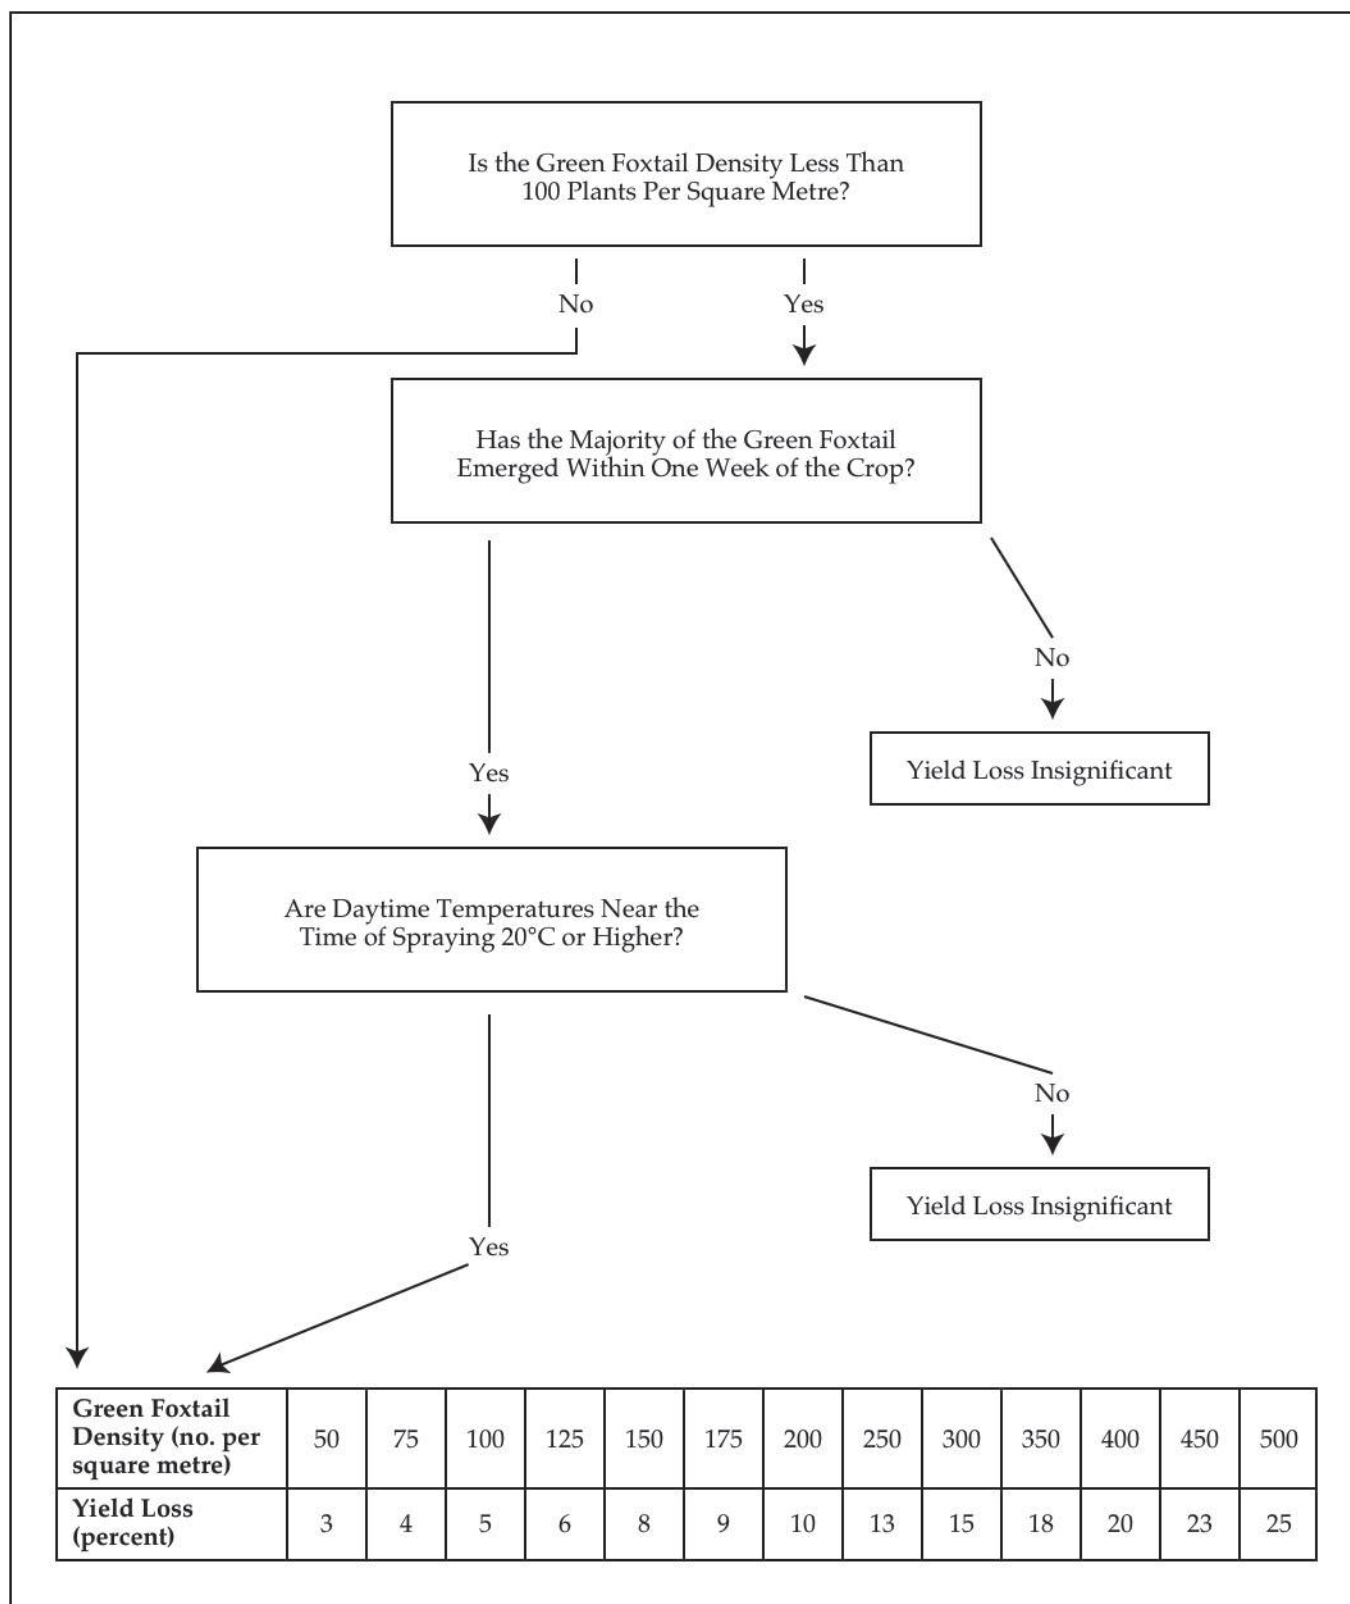 Is the Green Foxtail Density Less Than
100 Plants Per Square Metre?
No
Yes
Has the Majority of the Green Foxtail
Emerged Within One Week of the Crop?
No
Yes
Yield Loss Insignificant
Are Daytime Temperatures Near the
Time of Spraying 20°C or Higher?
No
Yes
Yield Loss Insignificant
Green Foxtail
Density (no. per
square metre)
50 75 100 125 150 175 200 250 300 350 400 450 500
Yield Loss
(percent)
3 4 5 6 8 9 10 13 15 18 20 23 25